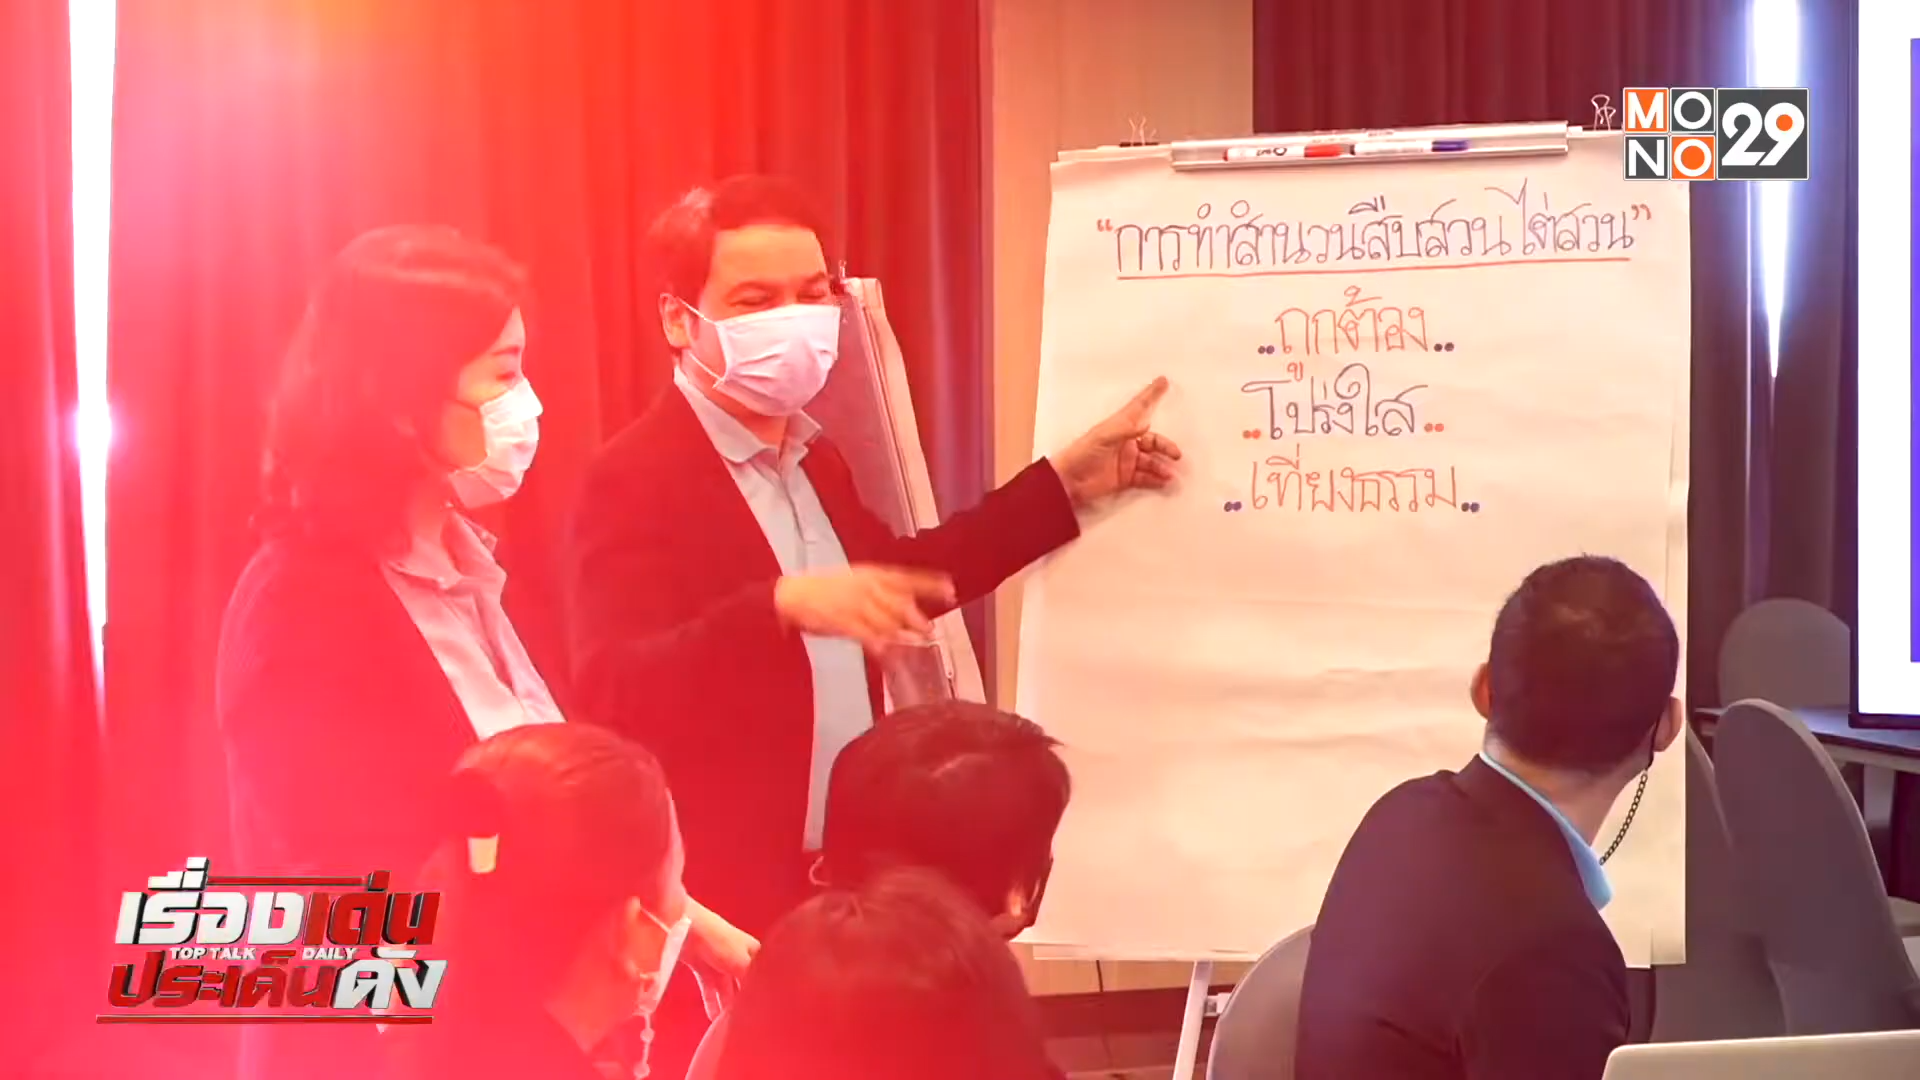 MONO 29
"การทำสำนวนสืบสวนไต่สวน"
..ถูกต้อง..
..โปร่งใส..
..เที่ยงธรรม..
เรื่องเด่น
TOP TALK DAILY
ประเด็นดัง